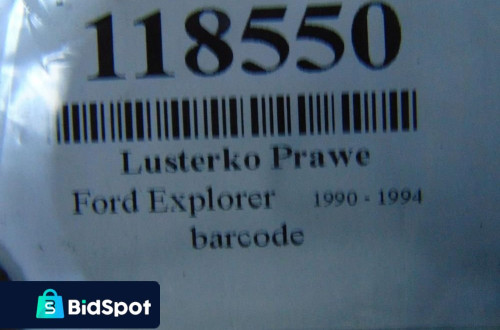 118550
Lusterko Prawe
Ford Explorer 1990 - 1994
barcode
BidSpot